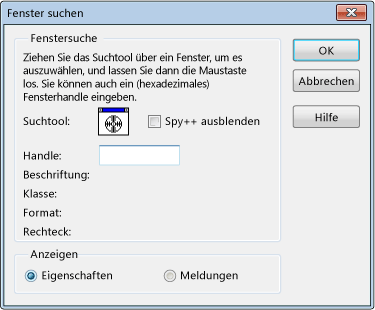 Fenster suchen
Fenstersuche
Ziehen Sie das Suchtool über ein Fenster, um es
auszuwählen, und lassen Sie dann die Maustaste
los. Sie können auch ein (hexadezimales)
Fensterhandle eingeben.
Suchtool:
Spy++ ausblenden
Handle:
Beschriftung:
Klasse:
Format:
Rechteck:
Anzeigen
Eigenschaften
Meldungen
OK
Abbrechen
Hilfe